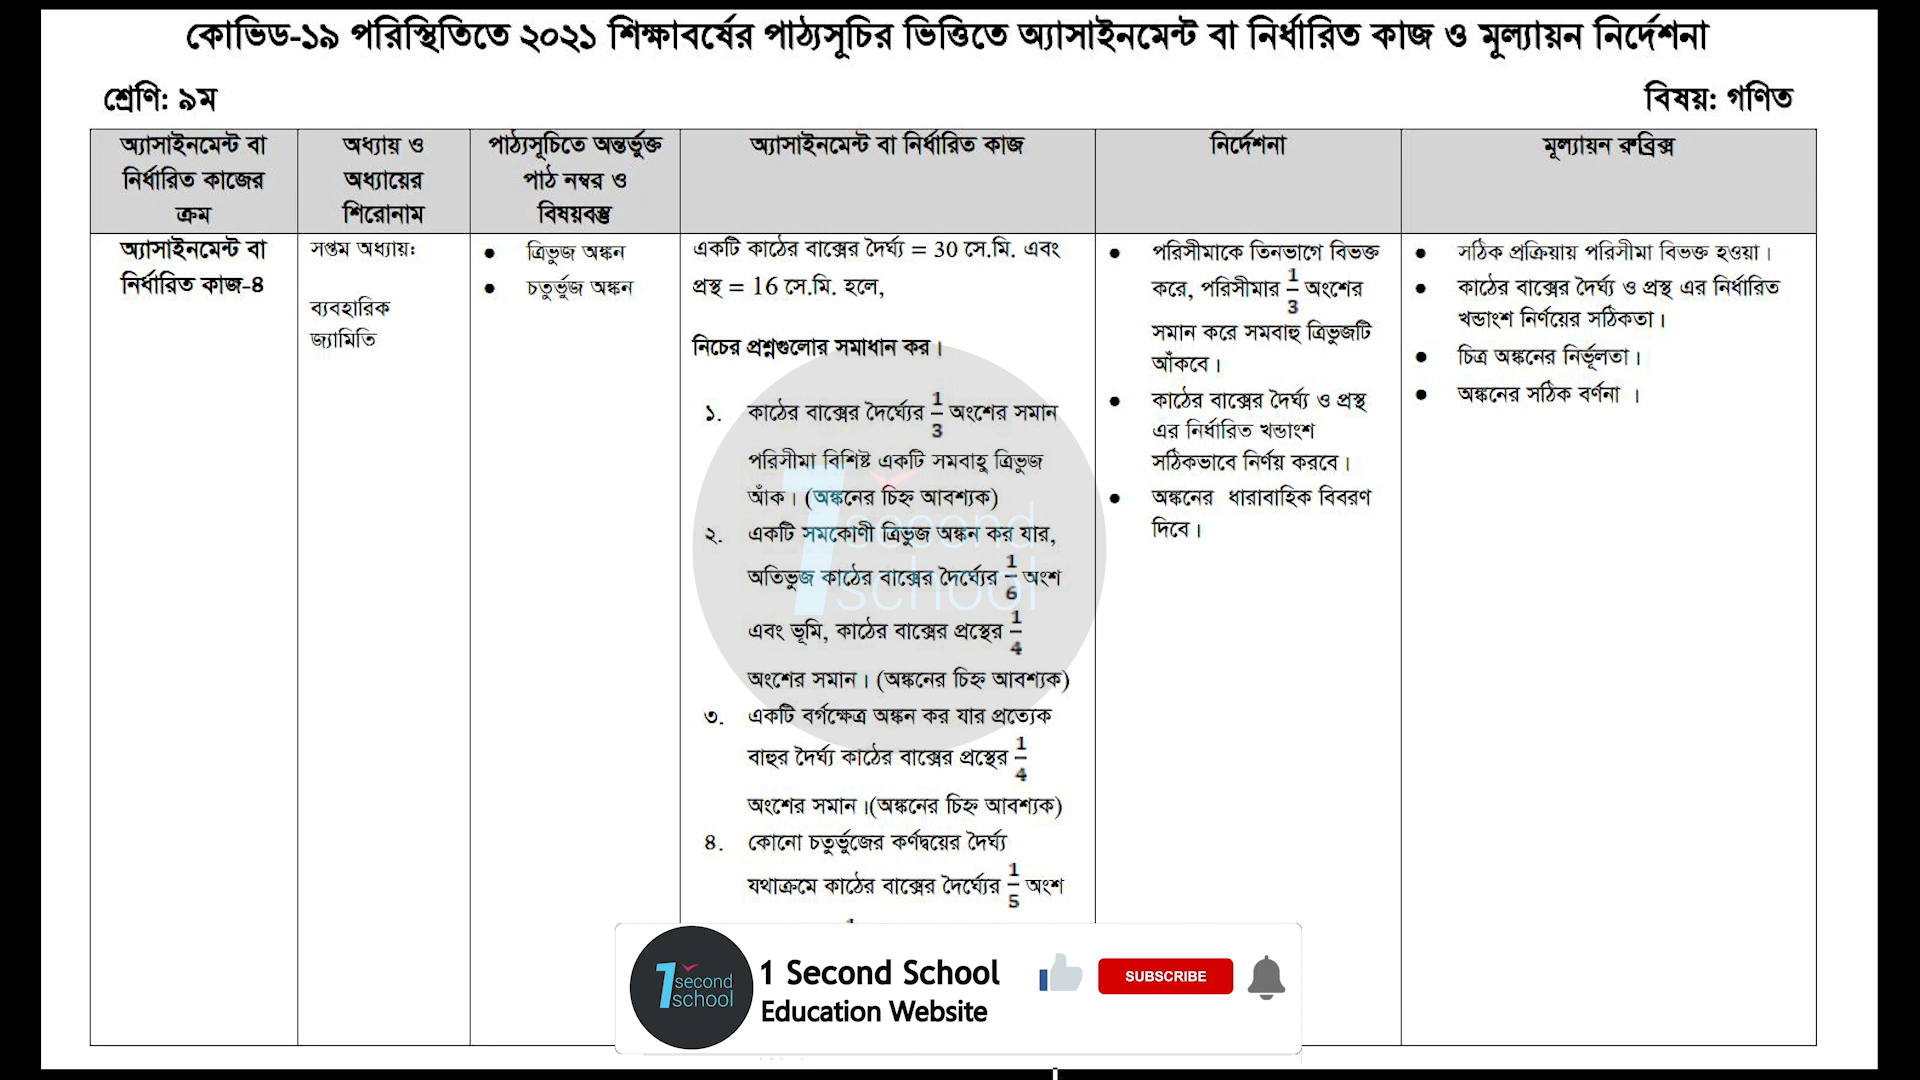 কোভিড-১৯ পরিস্থিতিতে ২০২১ শিক্ষাবর্ষের পাঠ্যসূচির ভিত্তিতে অ্যাসাইনমেন্ট বা নির্ধারিত কাজ ও মূল্যায়ন নির্দেশনা
শ্রেণি: ৯ম
বিষয়: গণিত
অ্যাসাইনমেন্ট বা
নির্ধারিত কাজের
ক্রম
অধ্যায় ও
অধ্যায়ের
শিরোনাম
পাঠ্যসূচিতে অন্তর্ভুক্ত
পাঠ নম্বর ও
বিষয়বস্তু
অ্যাসাইনমেন্ট বা নির্ধারিত কাজ
নির্দেশনা
মূল্যায়ন রুব্রিক্স
অ্যাসাইনমেন্ট বা
নির্ধারিত কাজ-৪
সপ্তম অধ্যায়:
ব্যবহারিক
জ্যামিতি
● ত্রিভুজ অঙ্কন
● চতুর্ভুজ অঙ্কন
একটি কাঠের বাক্সের দৈর্ঘ্য = 30 সে.মি. এবং
প্রস্থ = 16 সে.মি. হলে,
নিচের প্রশ্নগুলোর সমাধান কর।
১. কাঠের বাক্সের দৈর্ঘ্যের 1/3 অংশের সমান
পরিসীমা বিশিষ্ট একটি সমবাহু ত্রিভুজ
আঁক। (অঙ্কনের চিহ্ন আবশ্যক)
২. একটি সমকোণী ত্রিভুজ অঙ্কন কর যার,
অতিভুজ কাঠের বাক্সের দৈর্ঘ্যের 1/6 অংশ
এবং ভূমি, কাঠের বাক্সের প্রস্থের 1/4
অংশের সমান। (অঙ্কনের চিহ্ন আবশ্যক)
৩. একটি বর্গক্ষেত্র অঙ্কন কর যার প্রত্যেক
বাহুর দৈর্ঘ্য কাঠের বাক্সের প্রস্থের 1/4
অংশের সমান।(অঙ্কনের চিহ্ন আবশ্যক)
৪. কোনো চতুর্ভুজের কর্ণদ্বয়ের দৈর্ঘ্য
যথাক্রমে কাঠের বাক্সের দৈর্ঘ্যের 1/5 অংশ
● পরিসীমাকে তিনভাগে বিভক্ত
করে, পরিসীমার 1/3 অংশের
সমান করে সমবাহু ত্রিভুজটি
আঁকবে।
● কাঠের বাক্সের দৈর্ঘ্য ও প্রস্থ
এর নির্ধারিত খন্ডাংশ
সঠিকভাবে নির্ণয় করবে।
● অঙ্কনের ধারাবাহিক বিবরণ
দিবে।
● সঠিক প্রক্রিয়ায় পরিসীমা বিভক্ত হওয়া।
● কাঠের বাক্সের দৈর্ঘ্য ও প্রস্থ এর নির্ধারিত
খন্ডাংশ নির্ণয়ের সঠিকতা।
● চিত্র অঙ্কনের নির্ভূলতা।
● অঙ্কনের সঠিক বর্ণনা ।
1 second
school
1 second
school
1 Second School
Education Website
SUBSCRIBE